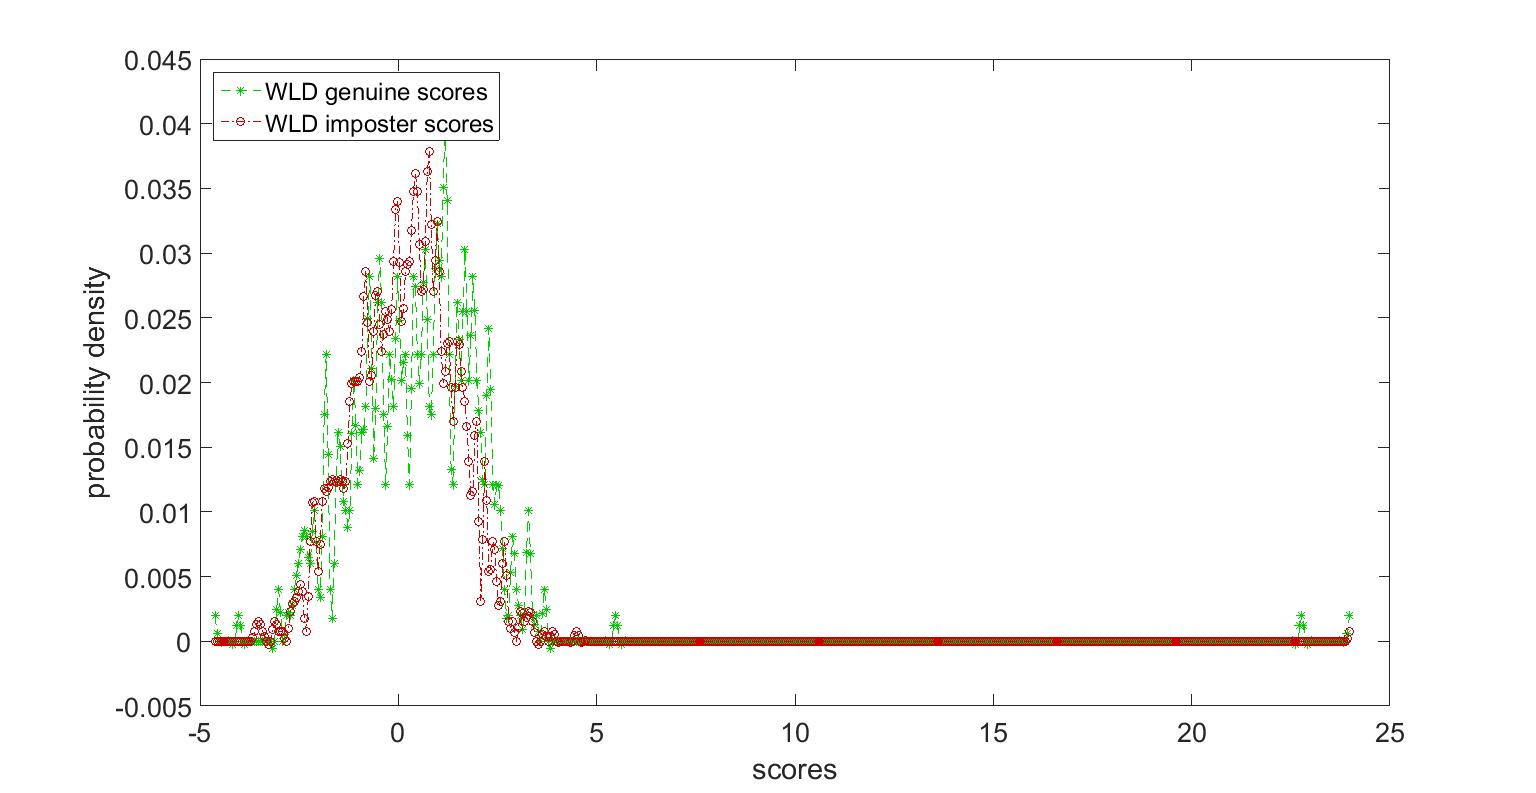 0.045
0.04
0.035
0.03
0.025
0.02
0.015
0.01
0.005
0
-0.005
probability density
WLD genuine scores
WLD imposter scores
-5 0 5 10 15 20 25
scores